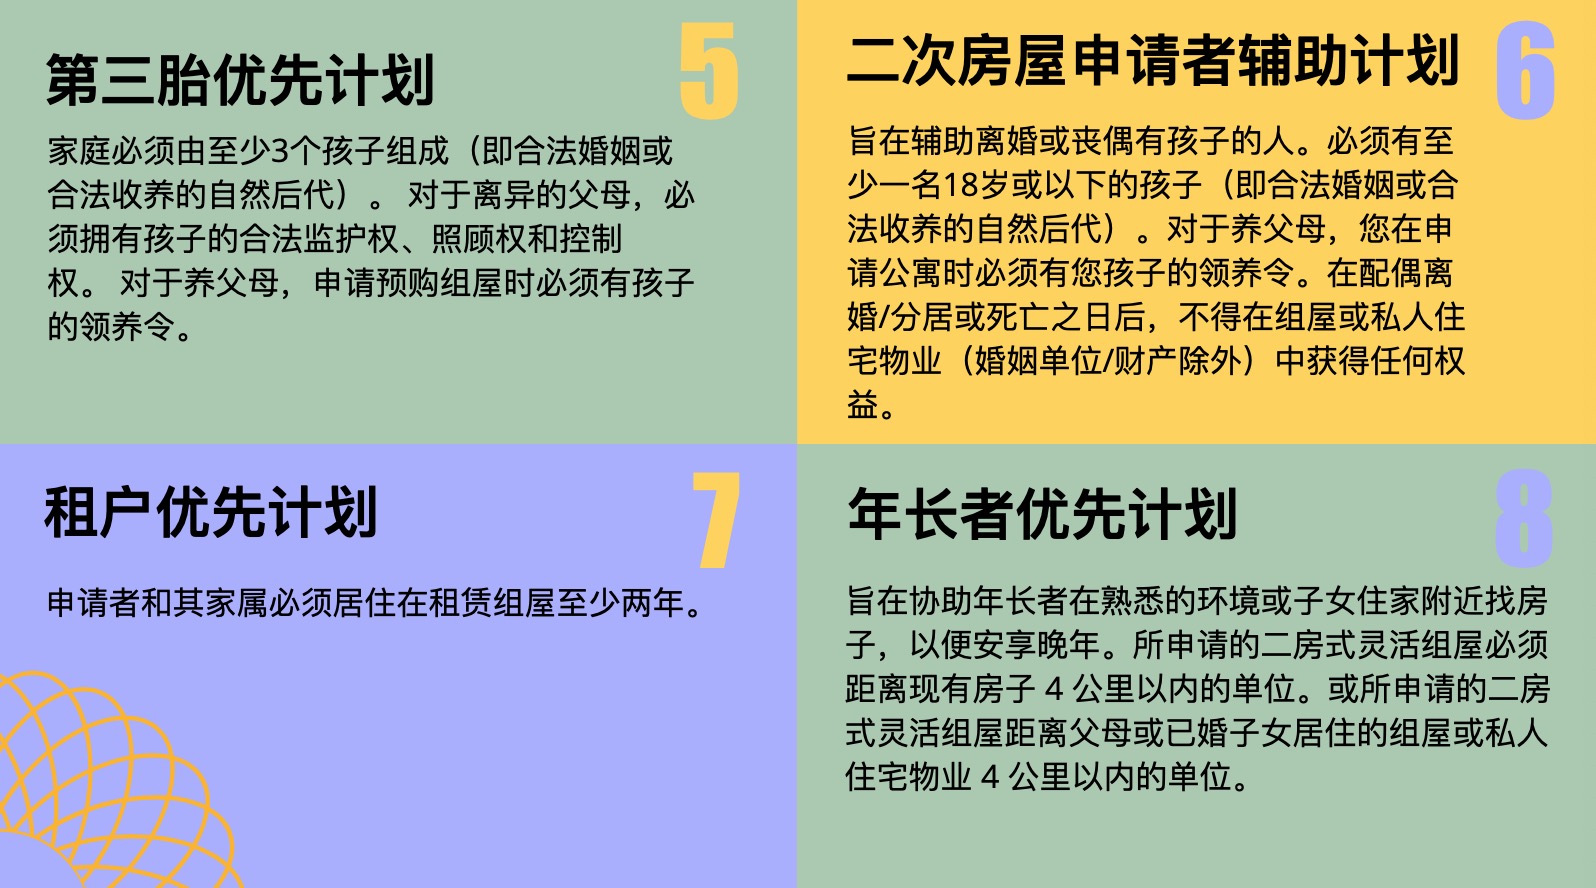 第三胎优先计划
5
家庭必须由至少3个孩子组成（即合法婚姻或
合法收养的自然后代）。 对于离异的父母，必
须拥有孩子的合法监护权、照顾权和控制
权。 对于养父母，申请预购组屋时必须有孩子
的领养令。
二次房屋申请者辅助计划
6
旨在辅助离婚或丧偶有孩子的人。必须有至
少一名18岁或以下的孩子（即合法婚姻或合
法收养的自然后代）。对于养父母，您在申
请公寓时必须有您孩子的领养令。在配偶离
婚/分居或死亡之日后，不得在组屋或私人住
宅物业（婚姻单位/财产除外）中获得任何权
益。
租户优先计划
7
申请者和其家属必须居住在租赁组屋至少两年。
年长者优先计划
8
旨在协助年长者在熟悉的环境或子女住家附近找房
子，以便安享晚年。所申请的二房式灵活组屋必须
距离现有房子 4 公里以内的单位。或所申请的二房
式灵活组屋距离父母或已婚子女居住的组屋或私人
住宅物业 4 公里以内的单位。